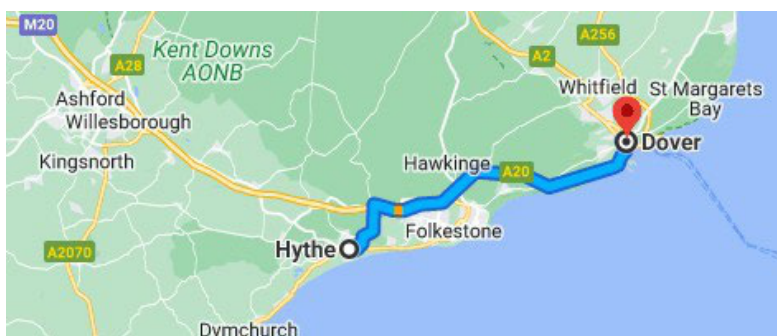 M20
A256
Kent Downs
AONB
A2
A28
Whitfield
St Margarets
Bay
Ashford
Willesborough
Dover
Kingsnorth
Hawkinge
A20
Folkestone
Hythe
A2070
Dymchurch